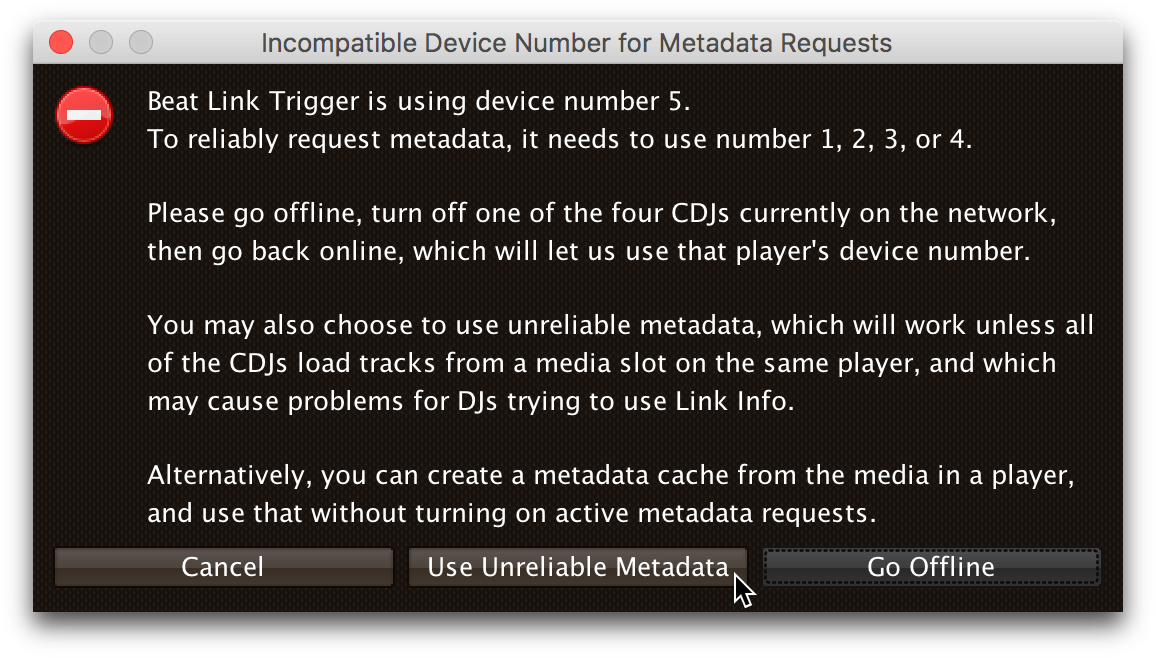 Incompatible Device Number for Metadata Requests
Beat Link Trigger is using device number 5.
To reliably request metadata, it needs to use number 1, 2, 3, or 4.
Please go offline, turn off one of the four CDJs currently on the network,
then go back online, which will let us use that player's device number.
You may also choose to use unreliable metadata, which will work unless all
of the CDJs load tracks from a media slot on the same player, and which
may cause problems for DJs trying to use Link Info.
Alternatively, you can create a metadata cache from the media in a player,
and use that without turning on active metadata requests.
Cancel
Use Unreliable Metadata
Go Offline